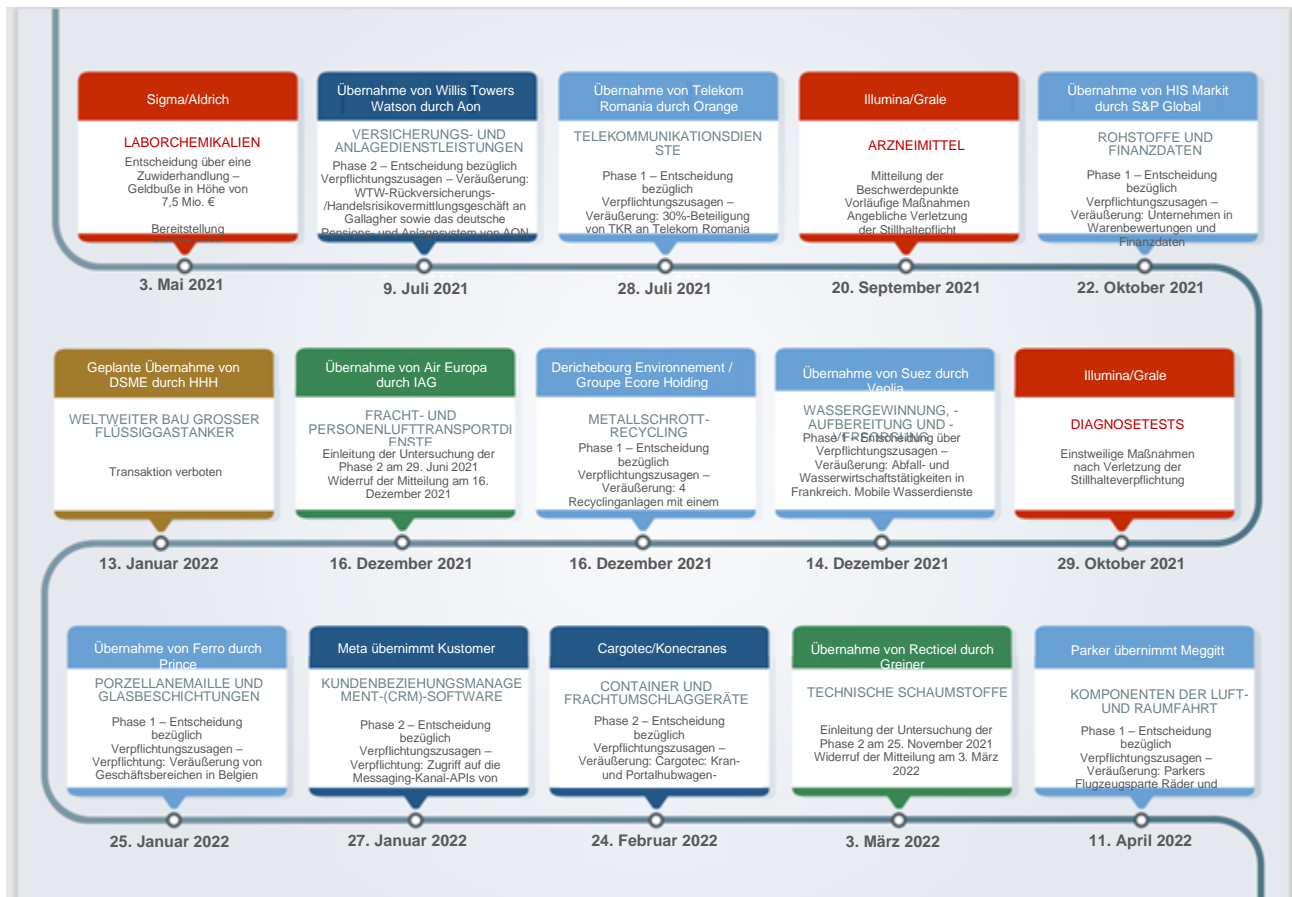 Sigma/Aldrich
LABORCHEMIKALIEN
Entscheidung über eine
Zuwiderhandlung –
Geldbuße in Höhe von
7,5 Mio. €
Bereitstellung
3. Mai 2021
Übernahme von Willis Towers
Watson durch Aon
VERSICHERUNGS- UND
ANLAGEDIENSTLEISTUNGEN
Phase 2 – Entscheidung bezüglich
Verpflichtungszusagen – Veräußerung:
WTW-Rückversicherungs-
/Handelsrisikovermittlungsgeschäft an
Gallagher sowie das deutsche
Pensions- und Anlagesystem von AON
9. Juli 2021
Übernahme von Telekom
Romania durch Orange
TELEKOMMUNIKATIONSDIEN
STE
Phase 1 – Entscheidung
bezüglich
Verpflichtungszusagen –
Veräußerung: 30%-Beteiligung
von TKR an Telekom Romania
28. Juli 2021
Illumina/Grale
ARZNEIMITTEL
Mitteilung der
Beschwerdepunkte
Vorläufige Maßnahmen
Angebliche Verletzung
der Stillhaltepflicht
20. September 2021
Übernahme von HIS Markit
durch S&P Global
ROHSTOFFE UND
FINANZDATEN
Phase 1 – Entscheidung
bezüglich
Verpflichtungszusagen –
Veräußerung: Unternehmen in
Warenbewertungen und
Finanzdaten
22. Oktober 2021
Geplante Übernahme von
DSME durch HHH
WELTWEITER BAU GROSSER
FLÜSSIGGASTANKER
Transaktion verboten
13. Januar 2022
Übernahme von Air Europa
durch IAG
FRACHT- UND
PERSONENLUFTTRANSPORTDI
ENSTE
Einleitung der Untersuchung der
Phase 2 am 29. Juni 2021
Widerruf der Mitteilung am 16.
Dezember 2021
16. Dezember 2021
Derichebourg Environnement /
Groupe Ecore Holding
METALLSCHROTT-
RECYCLING
Phase 1 – Entscheidung
bezüglich
Verpflichtungszusagen –
Veräußerung: 4
Recyclinganlagen mit einem
16. Dezember 2021
Übernahme von Suez durch
Veolia
WASSERGEWINNUNG, -
AUFBEREITUNG UND -
VERSORGUNG
Phase 1 – Entscheidung über
Verpflichtungszusagen –
Veräußerung: Abfall- und
Wasserwirtschaftstätigkeiten in
Frankreich. Mobile Wasserdienste
14. Dezember 2021
Illumina/Grale
DIAGNOSETESTS
Einstweilige Maßnahmen
nach Verletzung der
Stillhalteverpflichtung
29. Oktober 2021
Übernahme von Ferro durch
Prince
PORZELLANEMAILLE UND
GLASBESCHICHTUNGEN
Phase 1 – Entscheidung
bezüglich
Verpflichtungszusagen –
Verpflichtung: Veräußerung von
Geschäftsbereichen in Belgien
25. Januar 2022
Meta übernimmt Kustomer
KUNDENBEZIEHUNGSMANAGE
MENT-(CRM)-SOFTWARE
Phase 2 – Entscheidung
bezüglich
Verpflichtungszusagen –
Verpflichtung: Zugriff auf die
Messaging-Kanal-APIs von
27. Januar 2022
Cargotec/Konecranes
CONTAINER UND
FRACHTUMSCHLAGGERÄTE
Phase 2 – Entscheidung
bezüglich
Verpflichtungszusagen –
Veräußerung: Cargotec: Kran-
und Portalhubwagen-
24. Februar 2022
Übernahme von Recticel durch
Greiner
TECHNISCHE SCHAUMSTOFFE
Einleitung der Untersuchung der
Phase 2 am 25. November 2021
Widerruf der Mitteilung am 3. März
2022
3. März 2022
Parker übernimmt Meggitt
KOMPONENTEN DER LUFT-
UND RAUMFAHRT
Phase 1 – Entscheidung
bezüglich
Verpflichtungszusagen –
Veräußerung: Parkers
Flugzeugsparte Räder und
11. April 2022